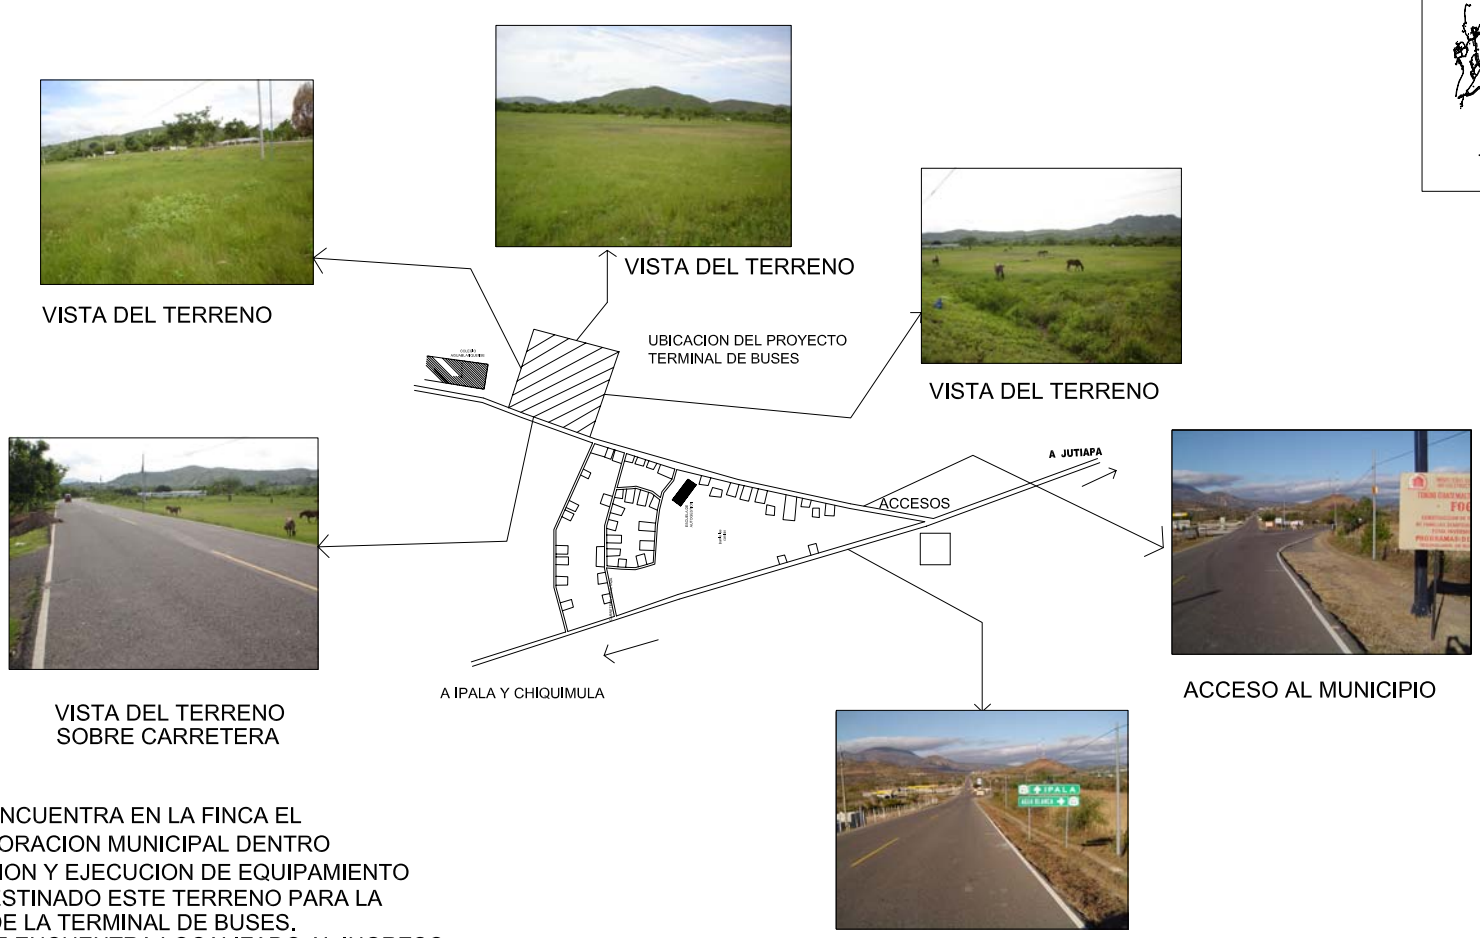 VISTA DEL TERRENO
VISTA DEL TERRENO
UBICACION DEL PROYECTO
TERMINAL DE BUSES
VISTA DEL TERRENO
COLEGIO
A JUTIAPA
ACCESOS
A IPALA Y CHIQUIMULA
VISTA DEL TERRENO
SOBRE CARRETERA
ACCESO AL MUNICIPIO
IPALA
AGUA BLANCA
NCUENTRA EN LA FINCA EL
ORACION MUNICIPAL DENTRO
ION Y EJECUCION DE EQUIPAMIENTO
ESTINADO ESTE TERRENO PARA LA
DE LA TERMINAL DE BUSES.